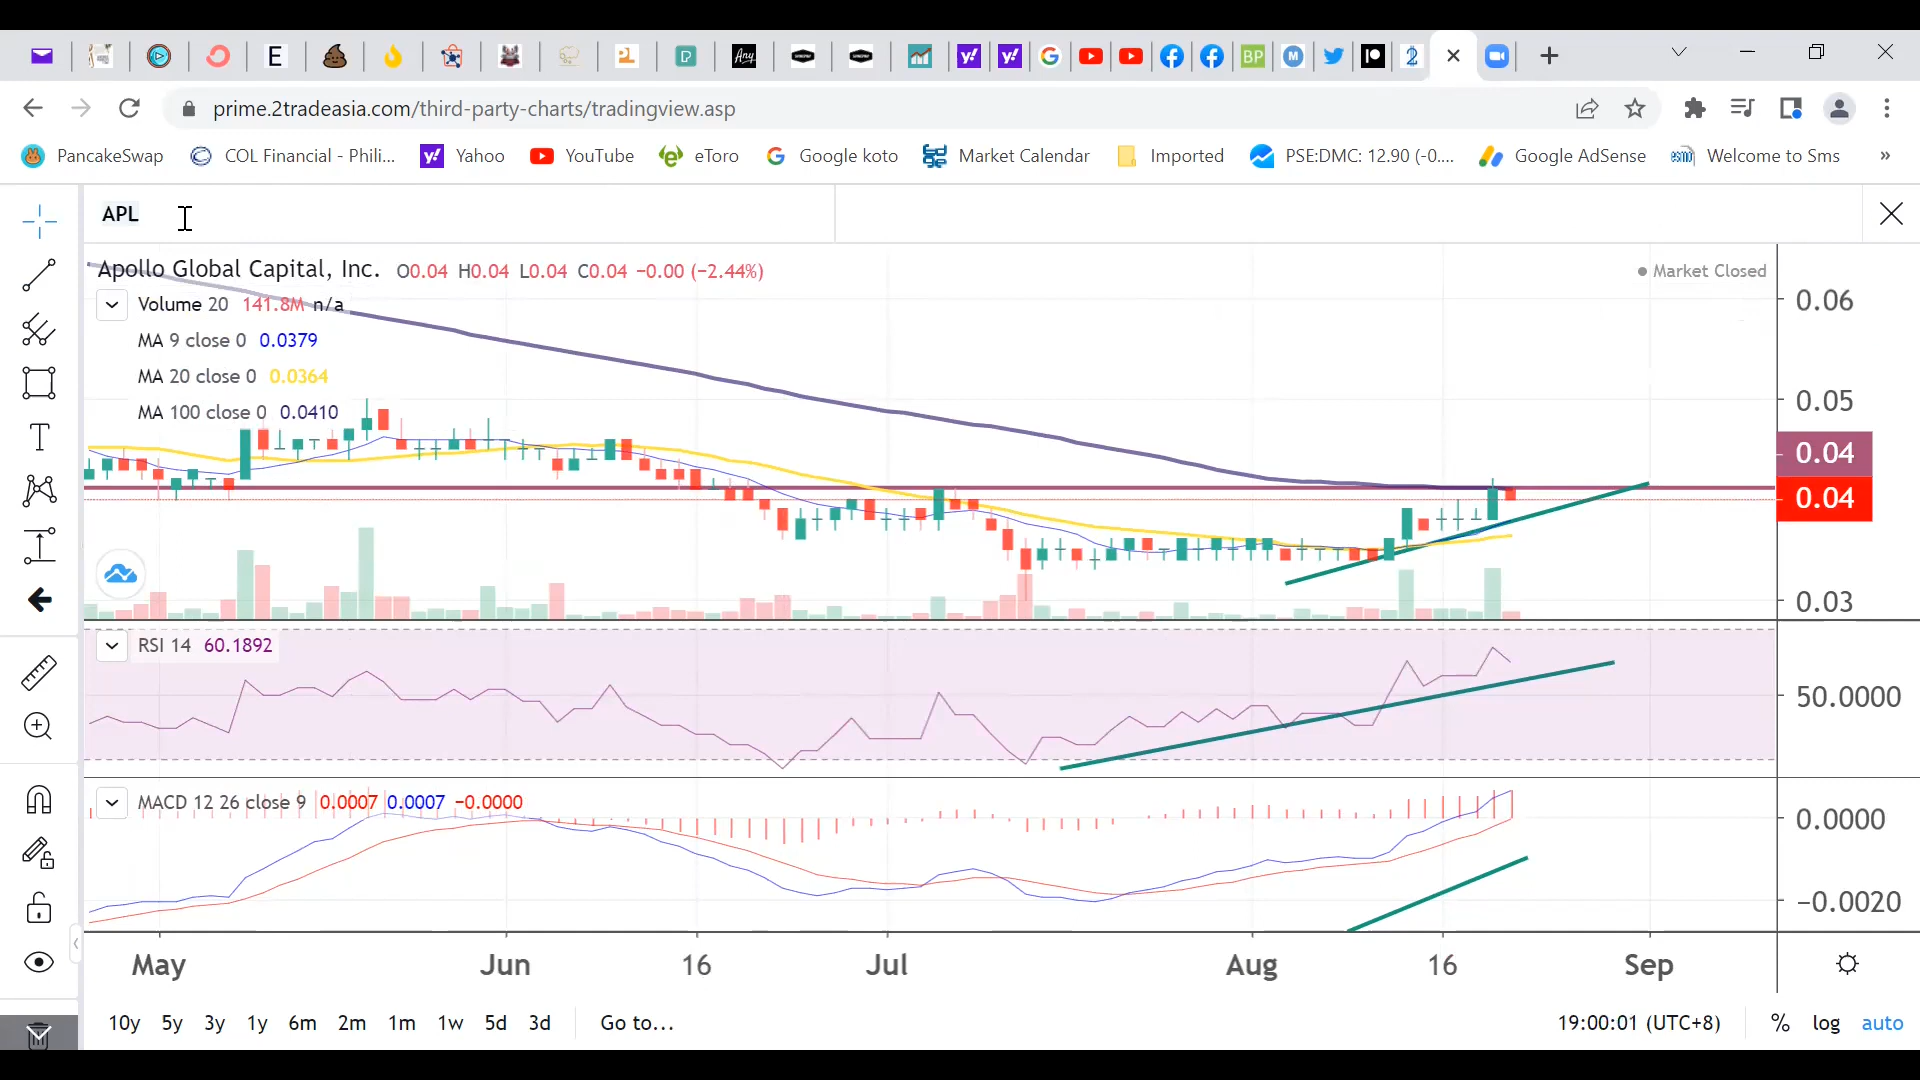 E Any BP M 2
prime.2tradeasia.com/third-party-charts/tradingview.asp
PancakeSwap COL Financial - Phili... Yahoo YouTube eToro Google koto Market Calendar Imported PSE:DMC: 12.90 (-0.... Google AdSense Welcome to Sms »
APL
Apollo Global Capital, Inc. O0.04 H0.04 L0.04 C0.04 −0.00 (−2.44%) Market Closed
Volume 20 141.8M n/a
MA 9 close 0 0.0379
MA 20 close 0 0.0364
MA 100 close 0 0.0410
0.06
0.05
0.04
0.04
0.03
RSI 14 60.1892
50.0000
MACD 12 26 close 9 0.0007 0.0007 −0.0000
0.0000
−0.0020
May Jun 16 Jul Aug 16 Sep
10y 5y 3y 1y 6m 2m 1m 1w 5d 3d Go to... 19:00:01 (UTC+8) % log auto